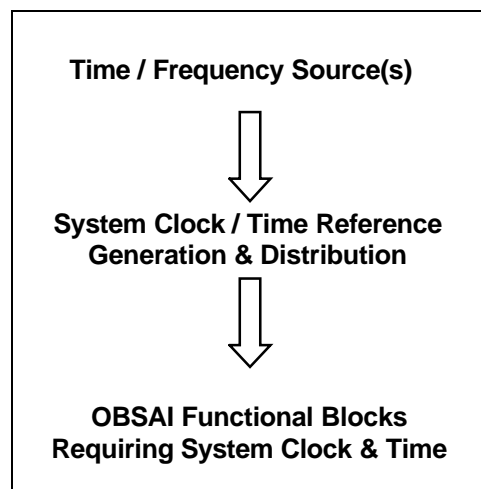 Time / Frequency Source(s)
System Clock / Time Reference
Generation & Distribution
OBSAI Functional Blocks
Requiring System Clock & Time